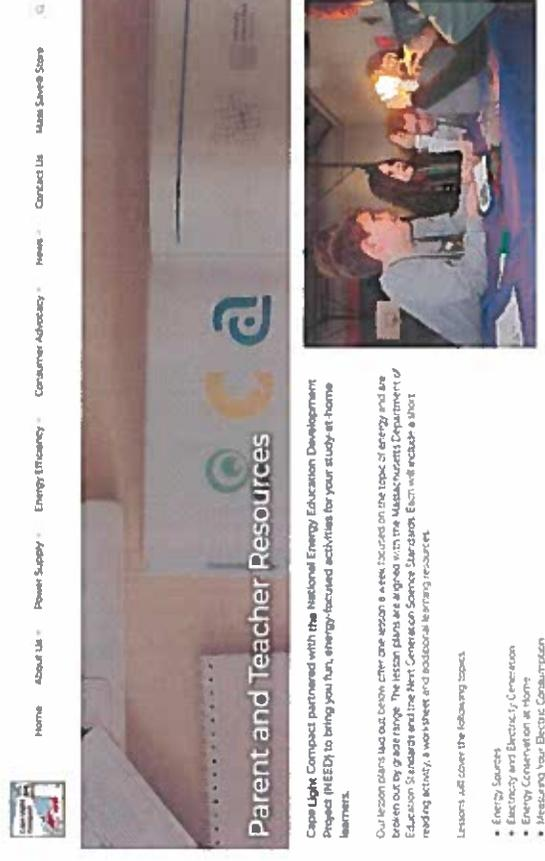 Home About Us Power Supply Energy Efficiency Consumer Advocacy News Contact Us Mass Save® Store
Parent and Teacher Resources
Cape Light Compact partnered with the National Energy Education Development
Project (NEED) to bring you fun, energy-focused activities for your study-at-home
learners.
Our lesson plans laid out below offer one lesson a week focused on the topic of energy and are
broken out by grade range. The lesson plans are aligned with the Massachusetts Department of
Education Standards and the Next Generation Science Standards. Each will include a short
reading activity, a worksheet and additional learning resources.
Lessons will cover the following topics
• Energy Sources
• Electricity and Electricity Generation
• Energy Conservation at Home
• Measuring Your Electric Consumption